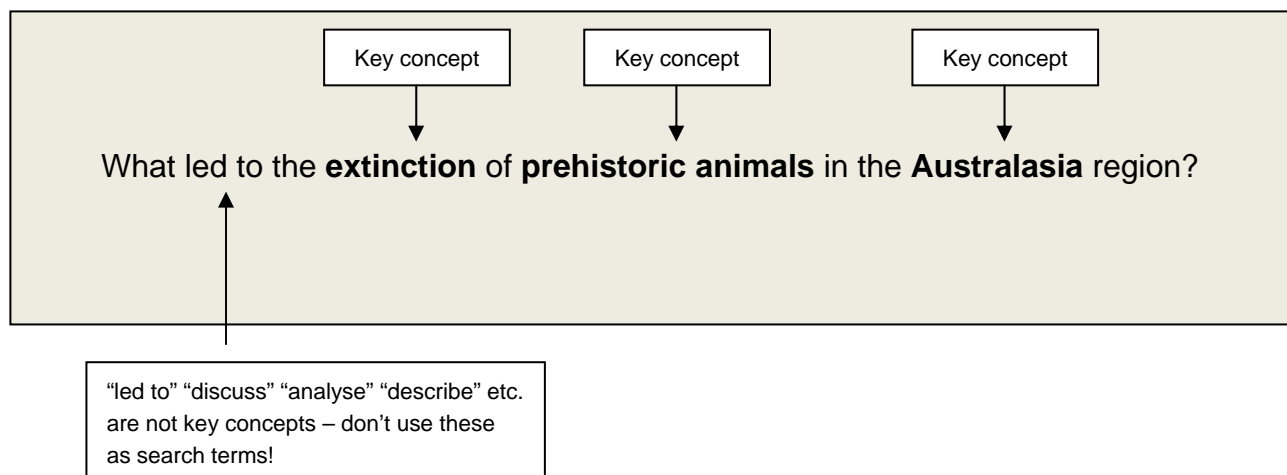 Key concept
Key concept
Key concept
What led to the extinction of prehistoric animals in the Australasia region?
“led to” “discuss” “analyse” “describe” etc.
are not key concepts – don’t use these
as search terms!